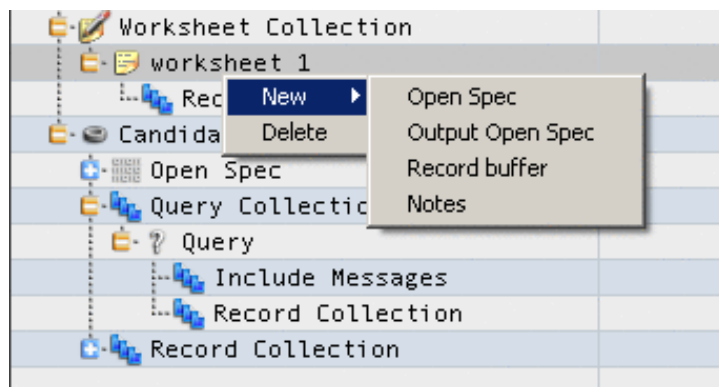 Worksheet Collection
worksheet 1
Rec
New
Open Spec
Candida
Delete
Output Open Spec
Open Spec
Record buffer
Query Collectic
Notes
Query
Include Messages
Record Collection
Record Collection